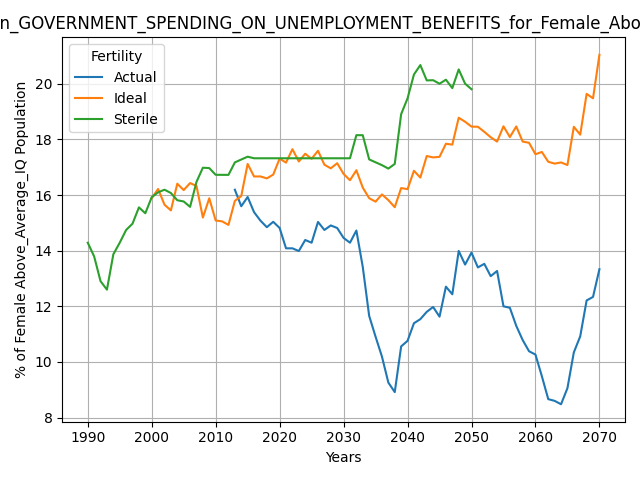 n_GOVERNMENT_SPENDING_ON_UNEMPLOYMENT_BENEFITS_for_Female_Abo
Fertility
Actual
Ideal
Sterile
% of Female Above_Average_IQ Population
20
18
16
14
12
10
8
1990 2000 2010 2020 2030 2040 2050 2060 2070
Years